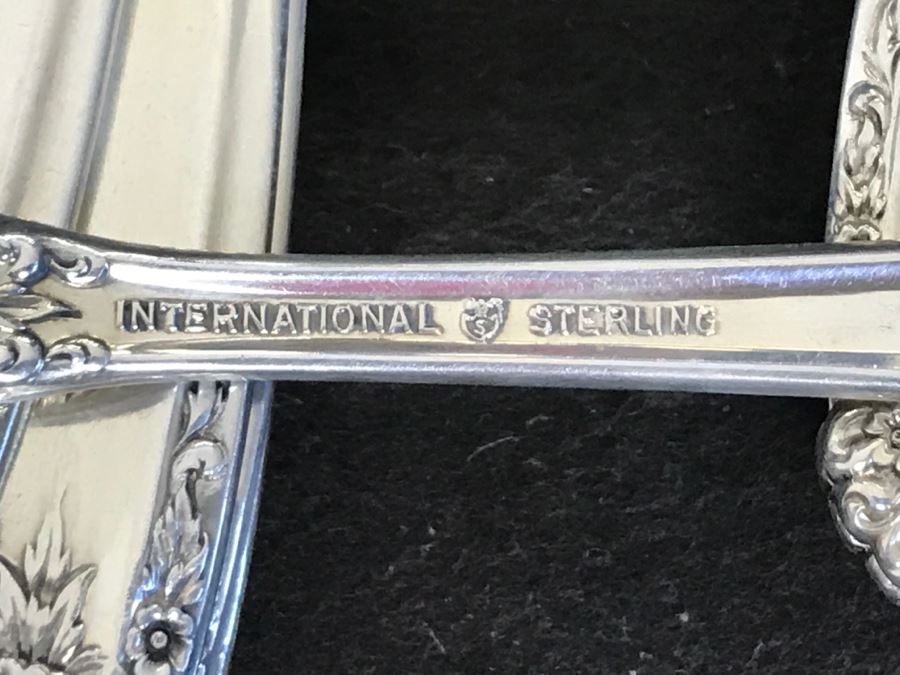 INTERNATIONAL S STERLING